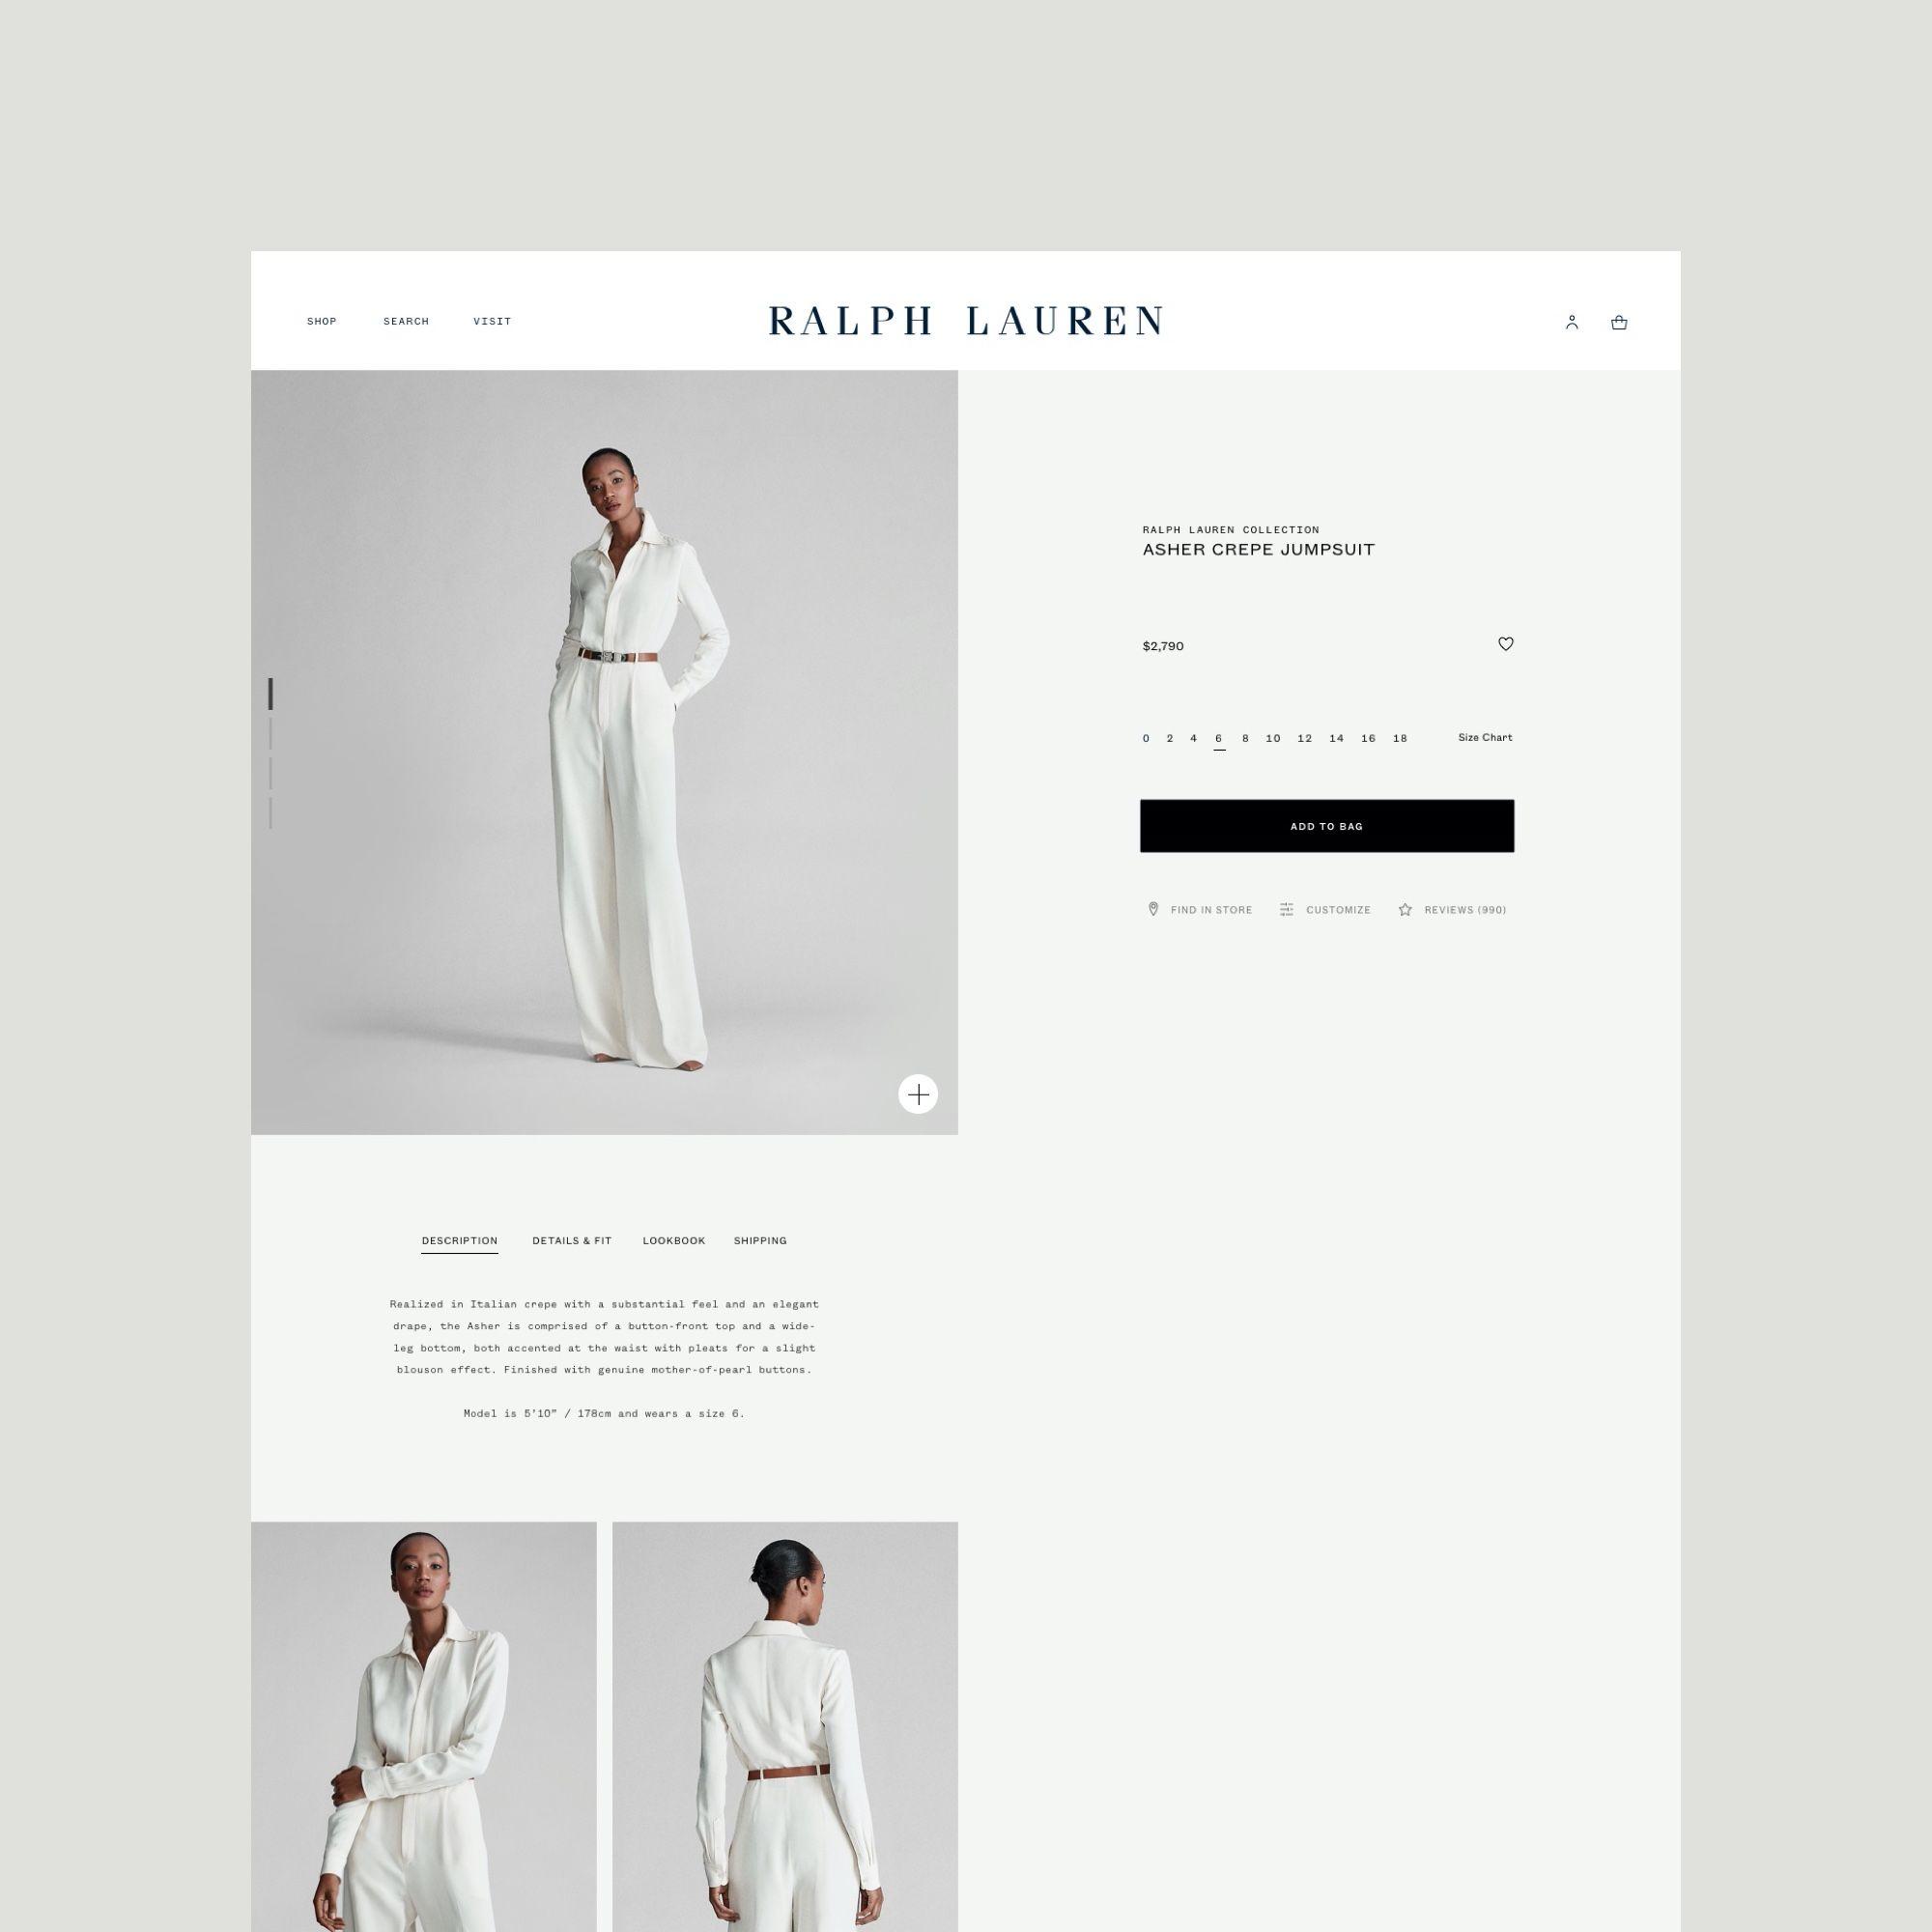 SHOP SEARCH VISIT RALPH LAUREN
RALPH LAUREN COLLECTION
ASHER CREPE JUMPSUIT
$2,790
0 2 4 6 8 10 12 14 16 18 Size Chart
ADD TO BAG
FIND IN STORE CUSTOMIZE REVIEWS (990)
DESCRIPTION DETAILS & FIT LOOKBOOK SHIPPING
Realized in Italian crepe with a substantial feel and an elegant
drape, the Asher is comprised of a button-front top and a wide-
leg bottom, both accented at the waist with pleats for a slight
blouson effect. Finished with genuine mother-of-pearl buttons.
Model is 5’10” / 178cm and wears a size 6.